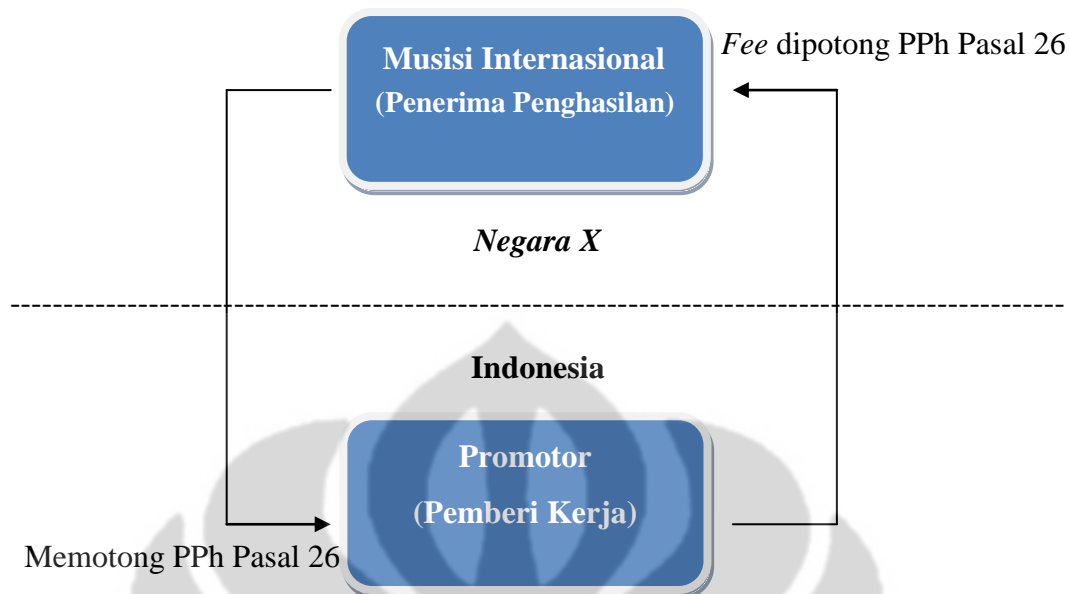 Musisi Internasional
(Penerima Penghasilan)
Fee dipotong PPh Pasal 26
Negara X
Indonesia
Promotor
(Pemberi Kerja)
Memotong PPh Pasal 26